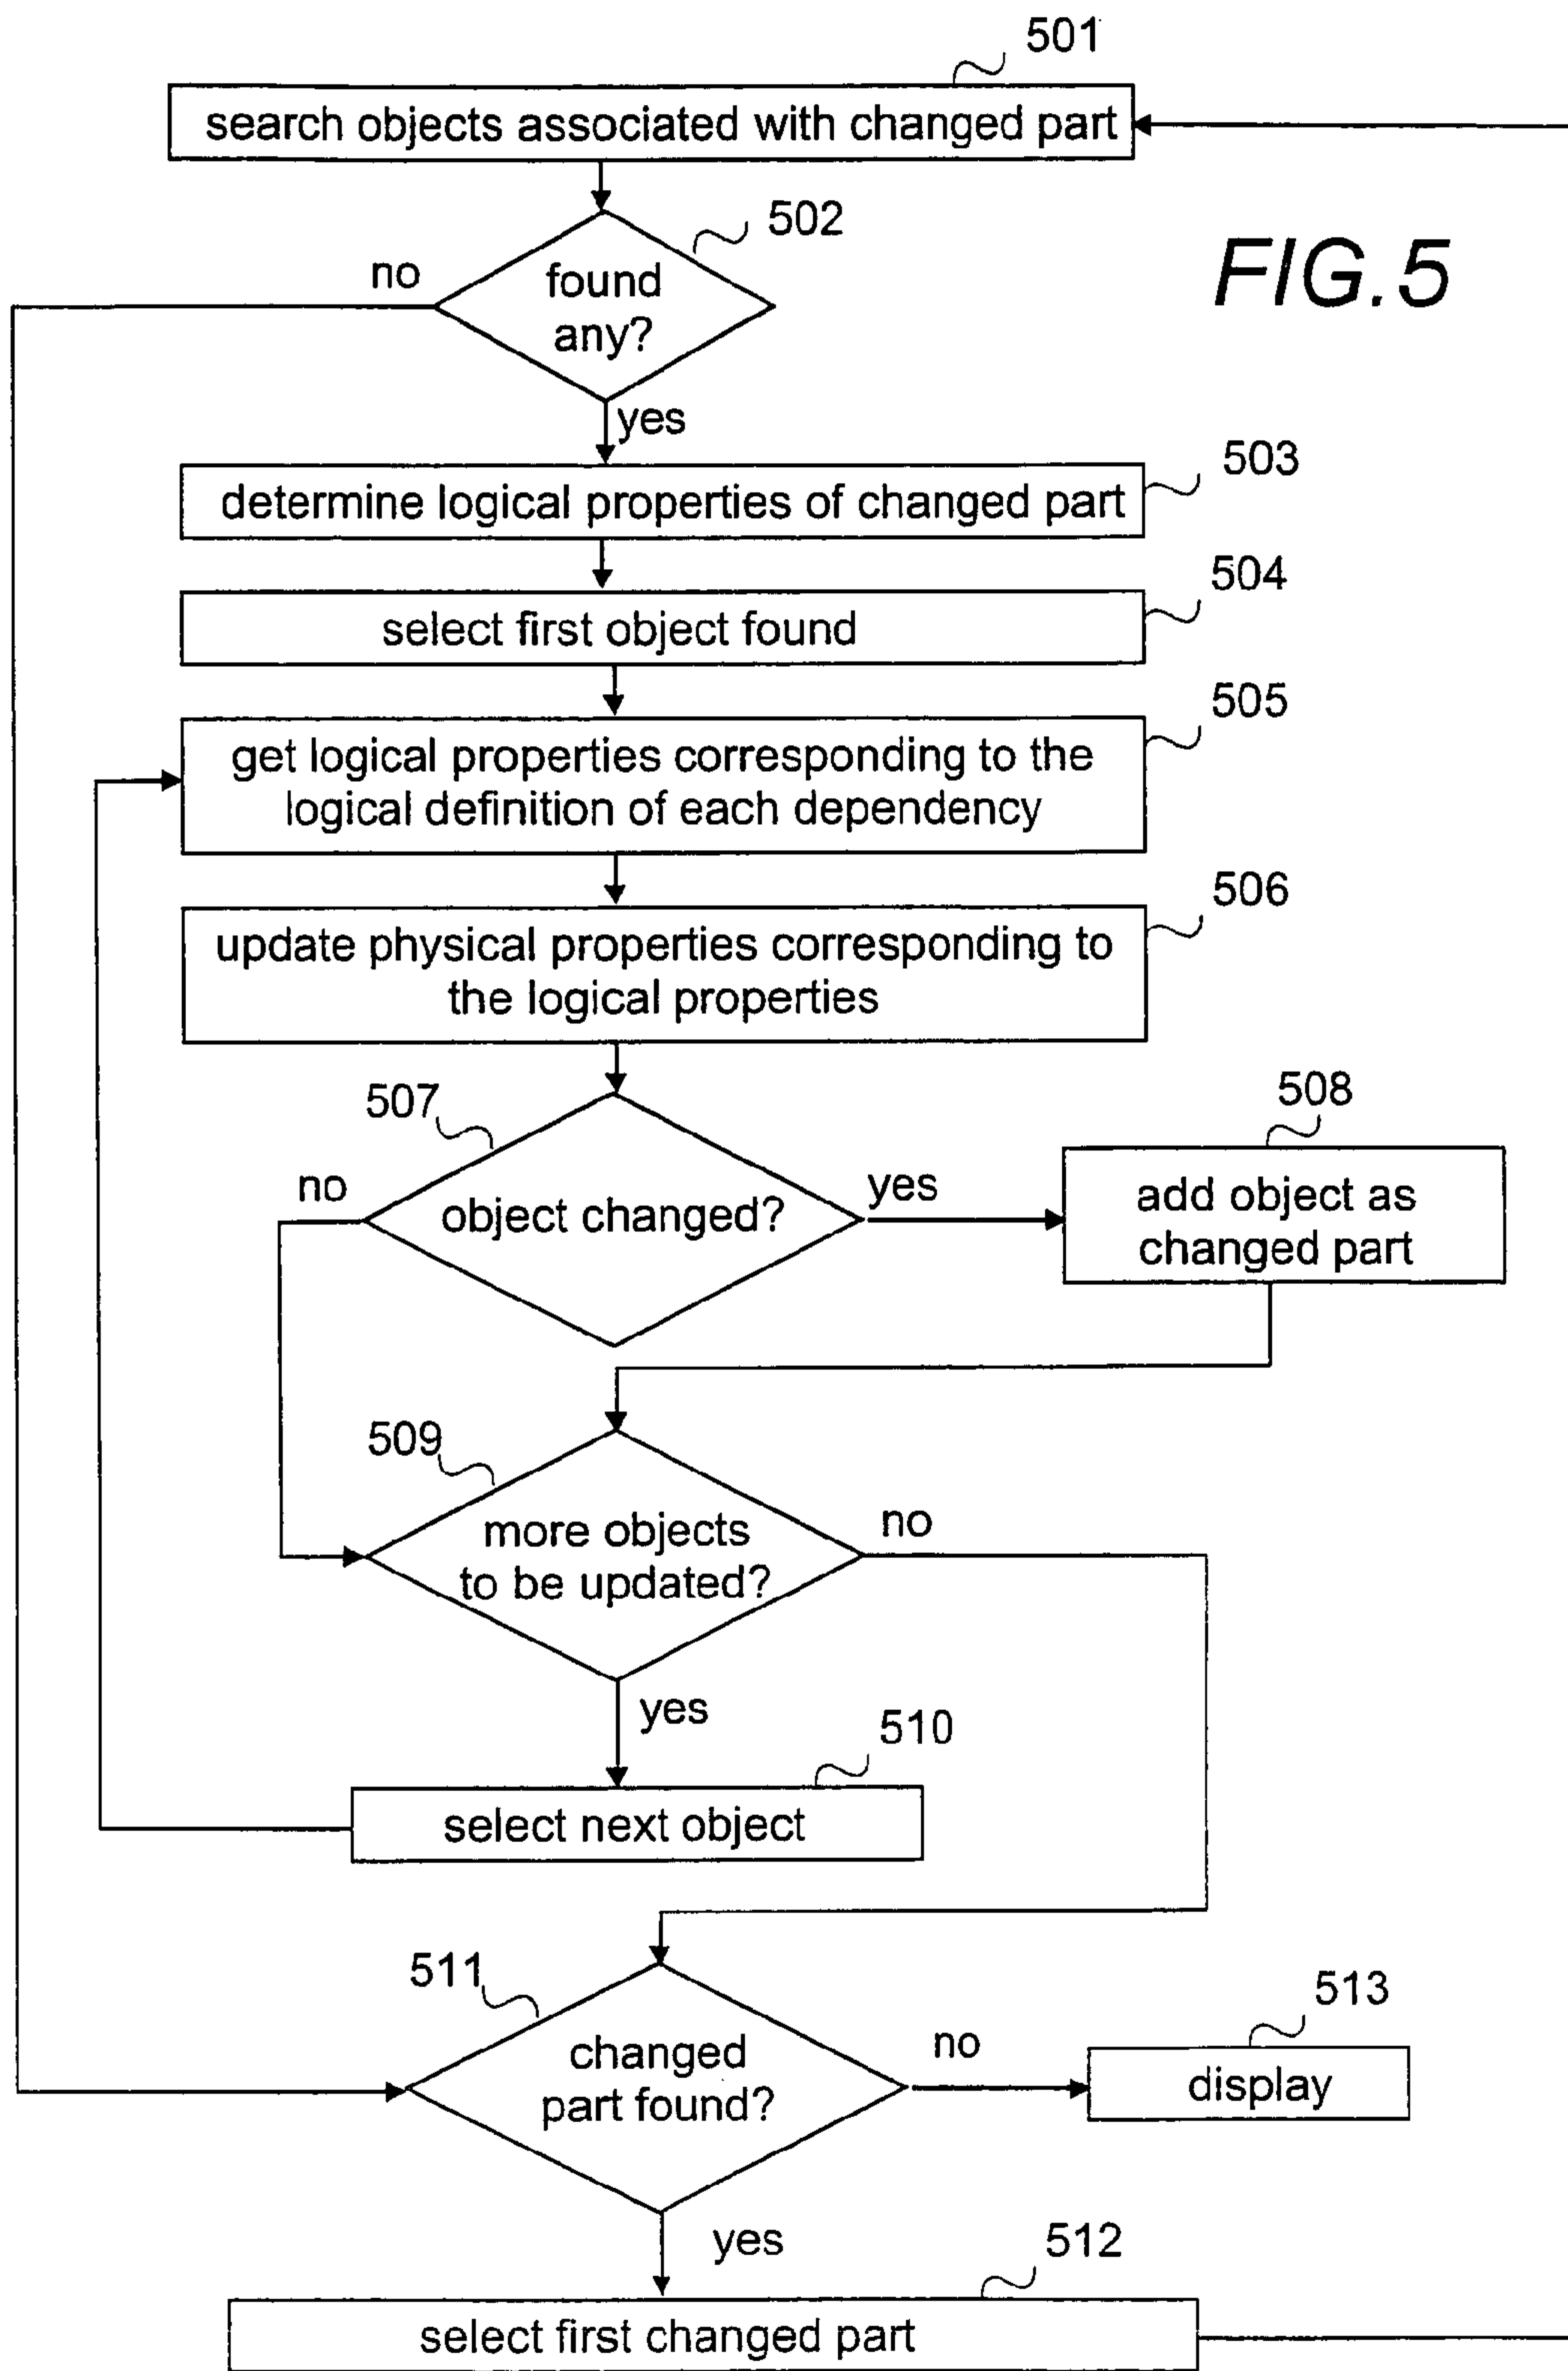 501
search objects associated with changed part
502
FIG.5
no
found
any?
yes
503
determine logical properties of changed part
504
select first object found
505
get logical properties corresponding to the
logical definition of each dependency
506
update physical properties corresponding to
the logical properties
507
508
no
object changed?
yes
add object as
changed part
509
more objects
to be updated?
no
yes
510
select next object
511
513
changed
part found?
no
display
yes
512
select first changed part